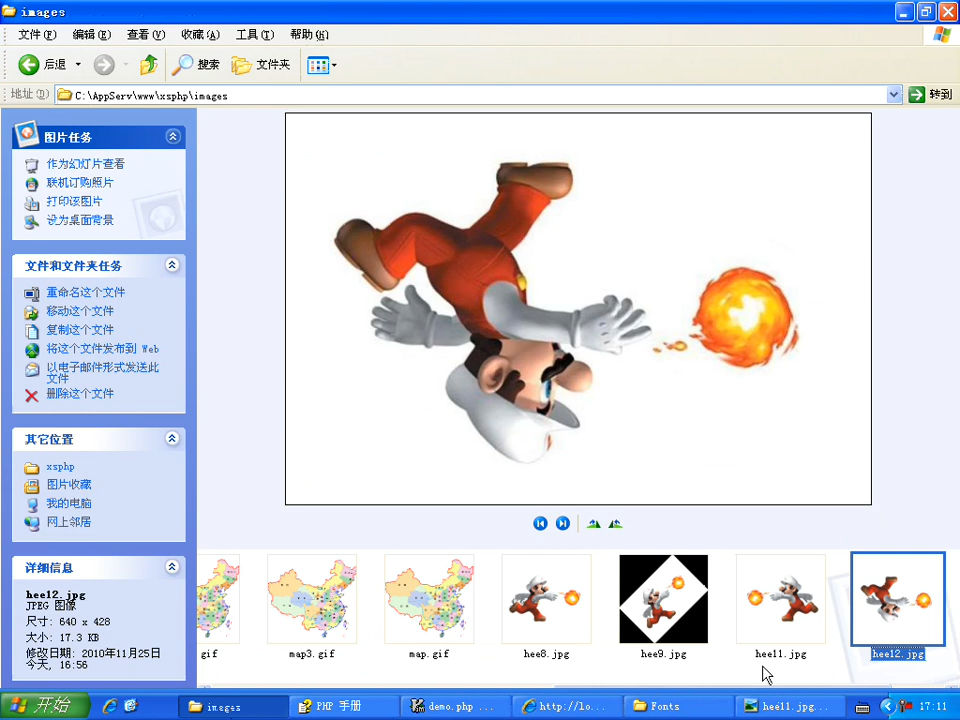 images
文件(F) 编辑(E) 查看(V) 收藏(A) 工具(T) 帮助(H)
后退 搜索 文件夹
地址(D) C:\AppServ\www\xsphp\images 转到
图片任务
作为幻灯片查看
联机订购照片
打印该图片
设为桌面背景
文件和文件夹任务
重命名这个文件
移动这个文件
复制这个文件
将这个文件发布到 Web
以电子邮件形式发送此
文件
删除这个文件
其它位置
xsphp
图片收藏
我的电脑
网上邻居
详细信息
hee12.jpg
JPEG 图像
尺寸: 640 x 428
大小: 17.3 KB
修改日期: 2010年11月25日
今天, 16:56
gif map3.gif map.gif hee8.jpg hee9.jpg hee11.jpg hee12.jpg
开始 images PHP 手册 demo.php ... http://lo... Fonts hee11.jpg... 17:11